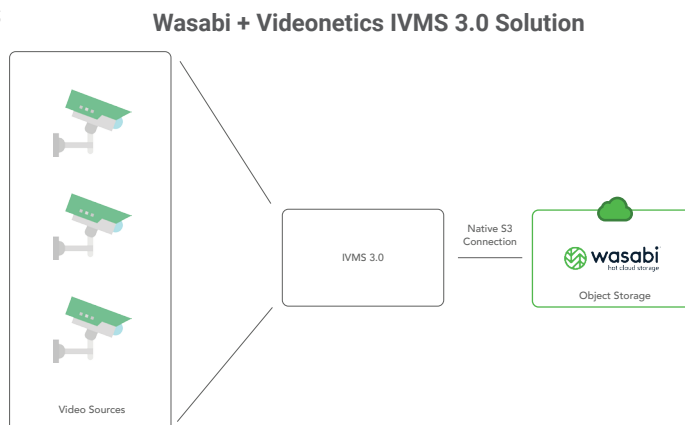 Wasabi + Videonetics IVMS 3.0 Solution
Video Sources
IVMS 3.0
Native S3
Connection
wasabi
hot cloud storage
Object Storage